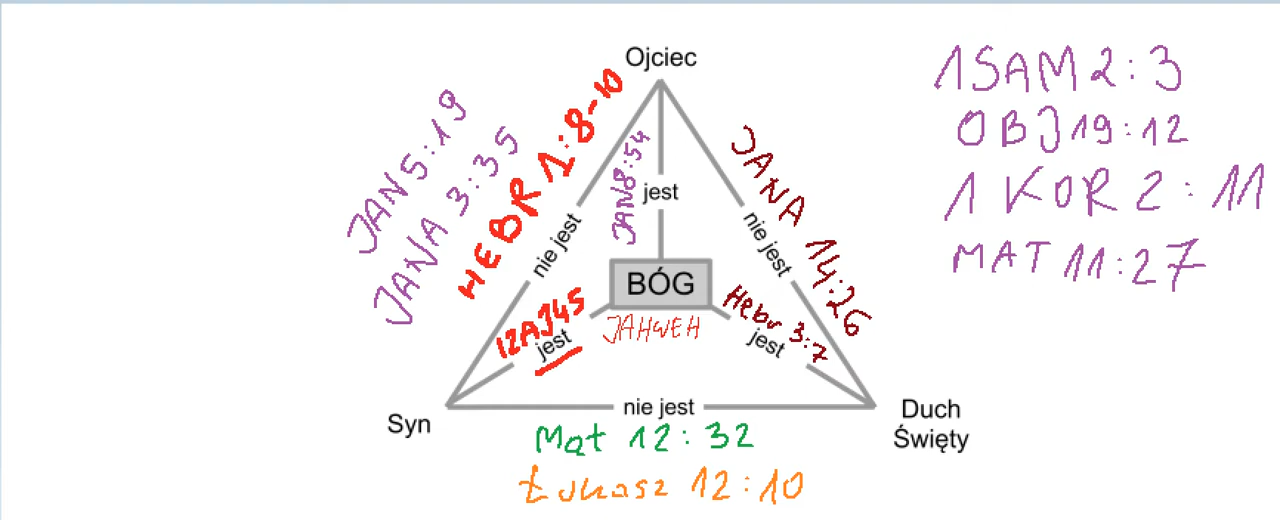 Ojciec
1SAM 2:3
OBJ 19:12
1 KOR 2:11
MAT 11:27
JAN 5:19
JANA 3:35
HEBR 1:8-10
nie jest
JAN 8:54
jest
JANA 14:26
nie jest
BÓG
JAHWEH
IZAJ45
jest
Hebr 3:7
jest
Syn
nie jest
Duch
Święty
Mat 12:32
Łukasz 12:10